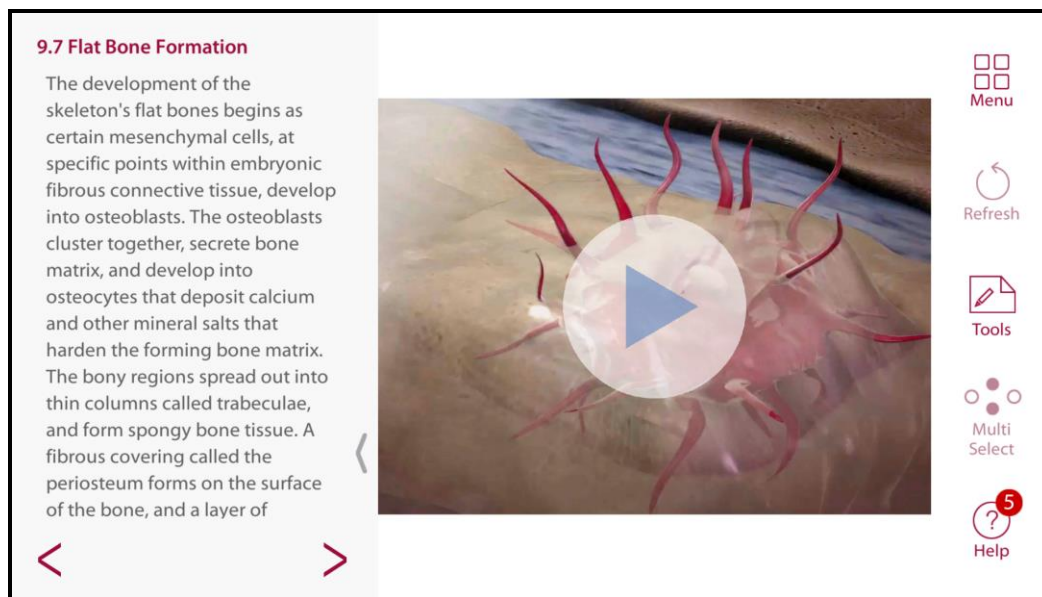 9.7 Flat Bone Formation
The development of the
skeleton's flat bones begins as
certain mesenchymal cells, at
specific points within embryonic
fibrous connective tissue, develop
into osteoblasts. The osteoblasts
cluster together, secrete bone
matrix, and develop into
osteocytes that deposit calcium
and other mineral salts that
harden the forming bone matrix.
The bony regions spread out into
thin columns called trabeculae,
and form spongy bone tissue. A
fibrous covering called the
periosteum forms on the surface
of the bone, and a layer of
Menu
Refresh
Tools
Multi
Select
5
Help